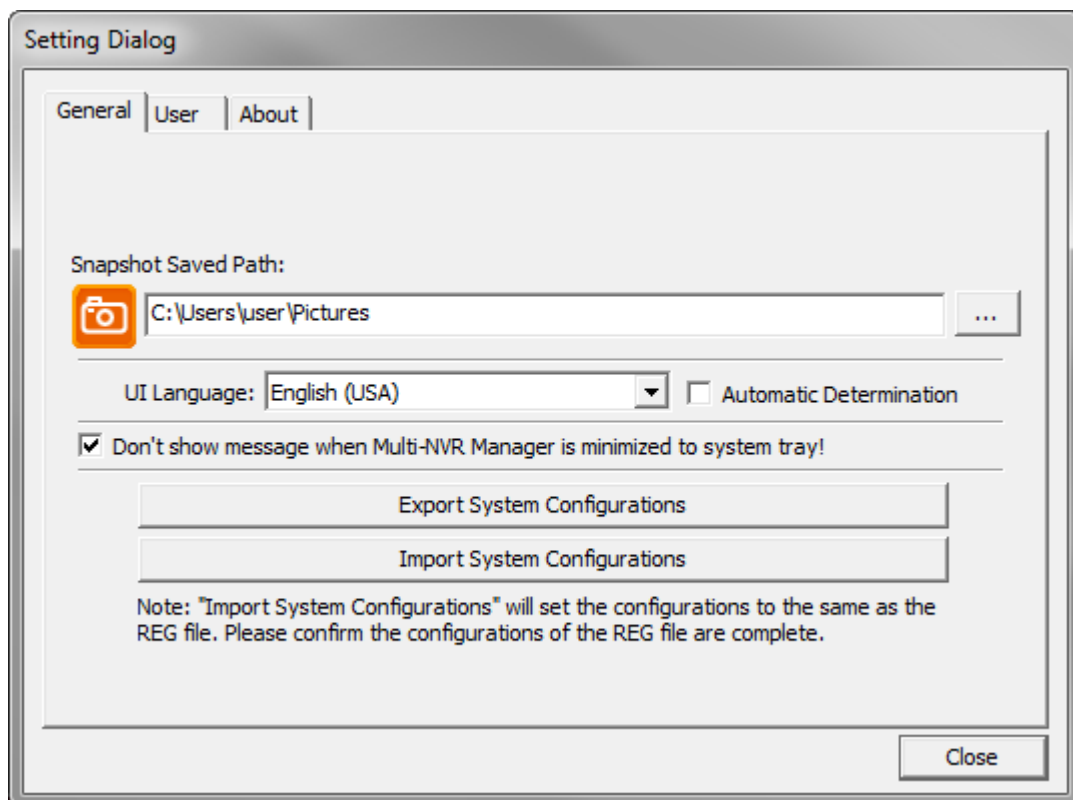 Setting Dialog
General User About
Snapshot Saved Path:
C:\Users\user\Pictures ...
UI Language: English (USA) Automatic Determination
Don't show message when Multi-NVR Manager is minimized to system tray!
Export System Configurations
Import System Configurations
Note: "Import System Configurations" will set the configurations to the same as the
REG file. Please confirm the configurations of the REG file are complete.
Close